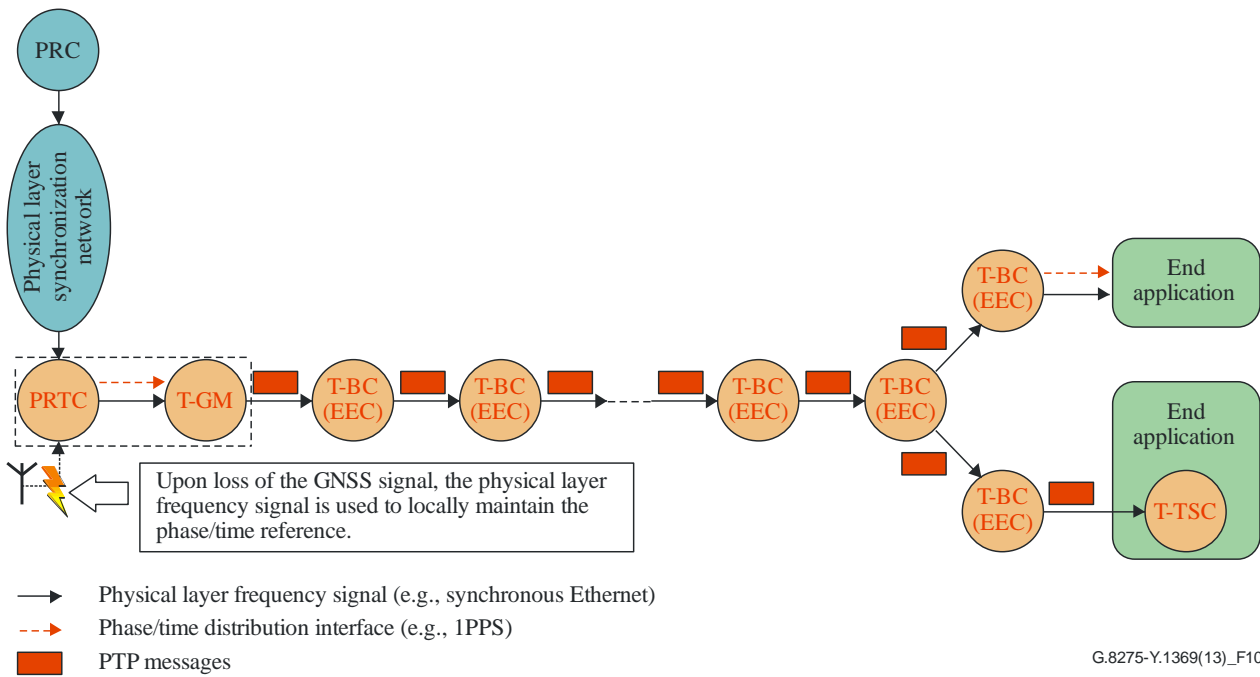 PRC
Physical layer
synchronization
network
PRTC
T-GM
T-BC
(EEC)
T-BC
(EEC)
T-BC
(EEC)
T-BC
(EEC)
T-BC
(EEC)
End
application
End
application
T-BC
(EEC)
T-TSC
Upon loss of the GNSS signal, the physical layer
frequency signal is used to locally maintain the
phase/time reference.
Physical layer frequency signal (e.g., synchronous Ethernet)
Phase/time distribution interface (e.g., 1PPS)
PTP messages
G.8275-Y.1369(13)_F10